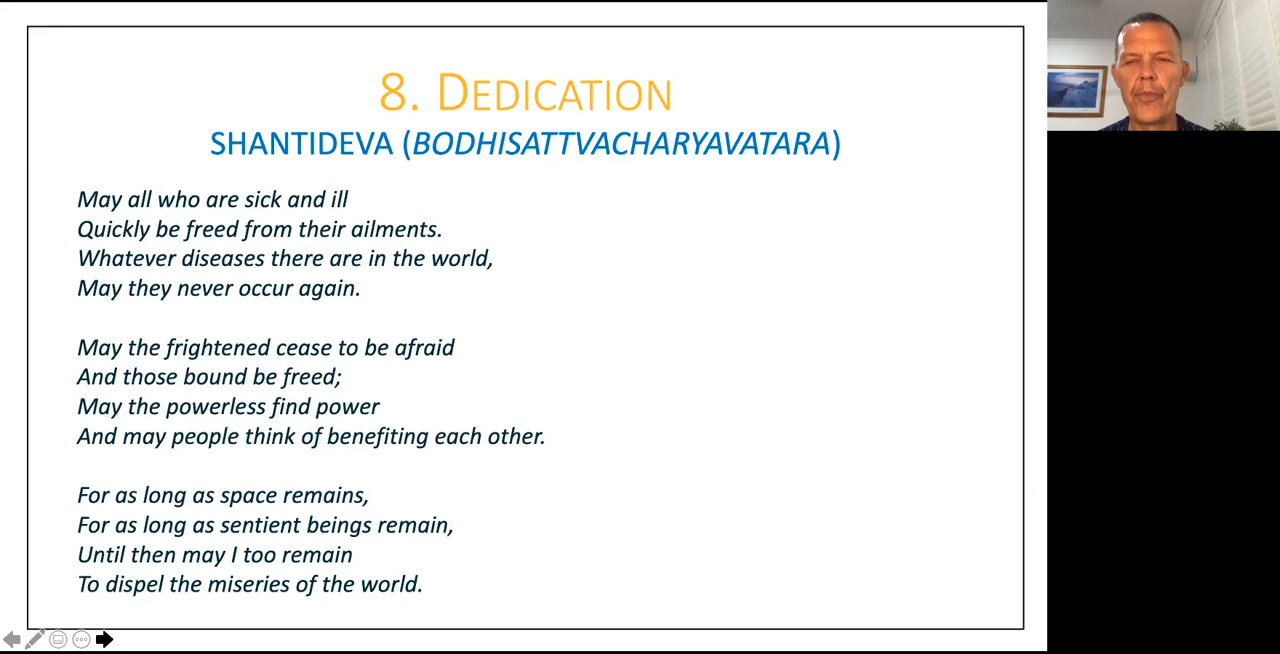 8. DEDICATION
SHANTIDEVA (BODHISATTVACHARYAVATARA)
May all who are sick and ill
Quickly be freed from their ailments.
Whatever diseases there are in the world,
May they never occur again.
May the frightened cease to be afraid
And those bound be freed;
May the powerless find power
And may people think of benefiting each other.
For as long as space remains,
For as long as sentient beings remain,
Until then may I too remain
To dispel the miseries of the world.